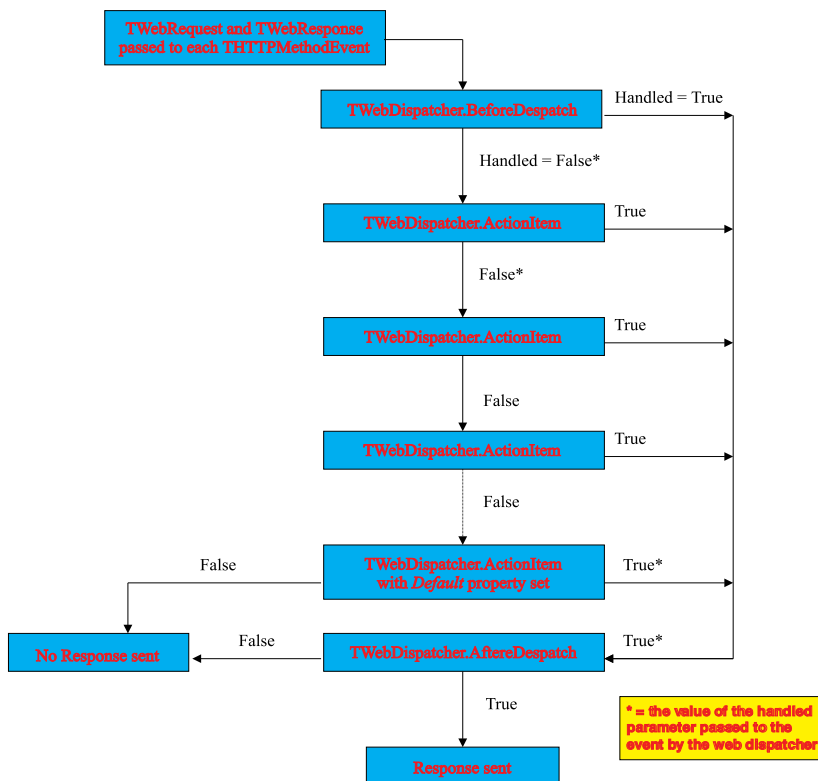 TWebRequest and TWebResponse
passed to each THTTPMethodEvent
TWebDispatcher.BeforeDespatch
Handled = True
Handled = False*
TWebDispatcher.ActionItem
True
False*
TWebDispatcher.ActionItem
True
False
TWebDispatcher.ActionItem
True
False
TWebDispatcher.ActionItem
with Default property set
False
True*
No Response sent
False
TWebDispatcher.AftereDespatch
True*
True
* = the value of the handled
parameter passed to the
event by the web dispatcher
Response sent